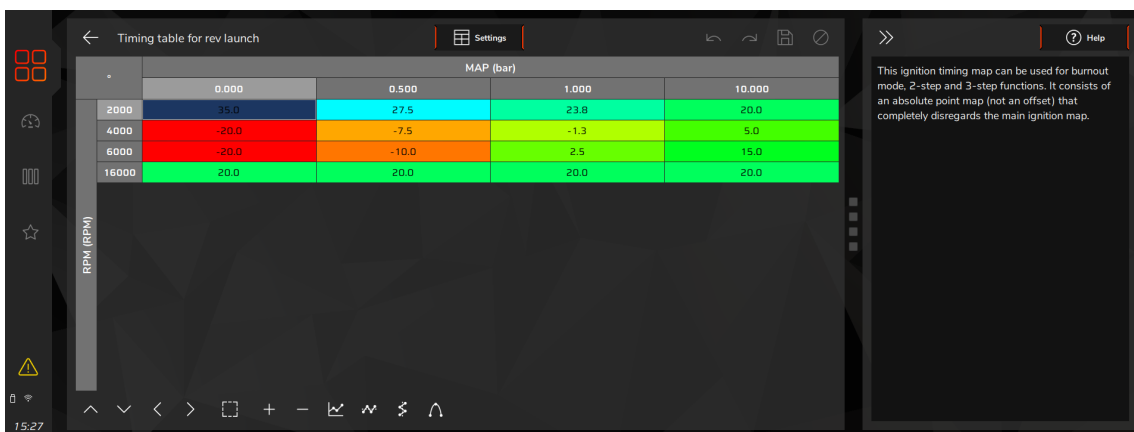 Timing table for rev launch
Settings
Help
°
MAP (bar)
0.000 0.500 1.000 10.000
2000 35.0 27.5 23.8 20.0
4000 -20.0 -7.5 -1.3 5.0
6000 -20.0 -10.0 2.5 15.0
16000 20.0 20.0 20.0 20.0
RPM (RPM)
This ignition timing map can be used for burnout
mode, 2-step and 3-step functions. It consists of
an absolute point map (not an offset) that
completely disregards the main ignition map.
15:27